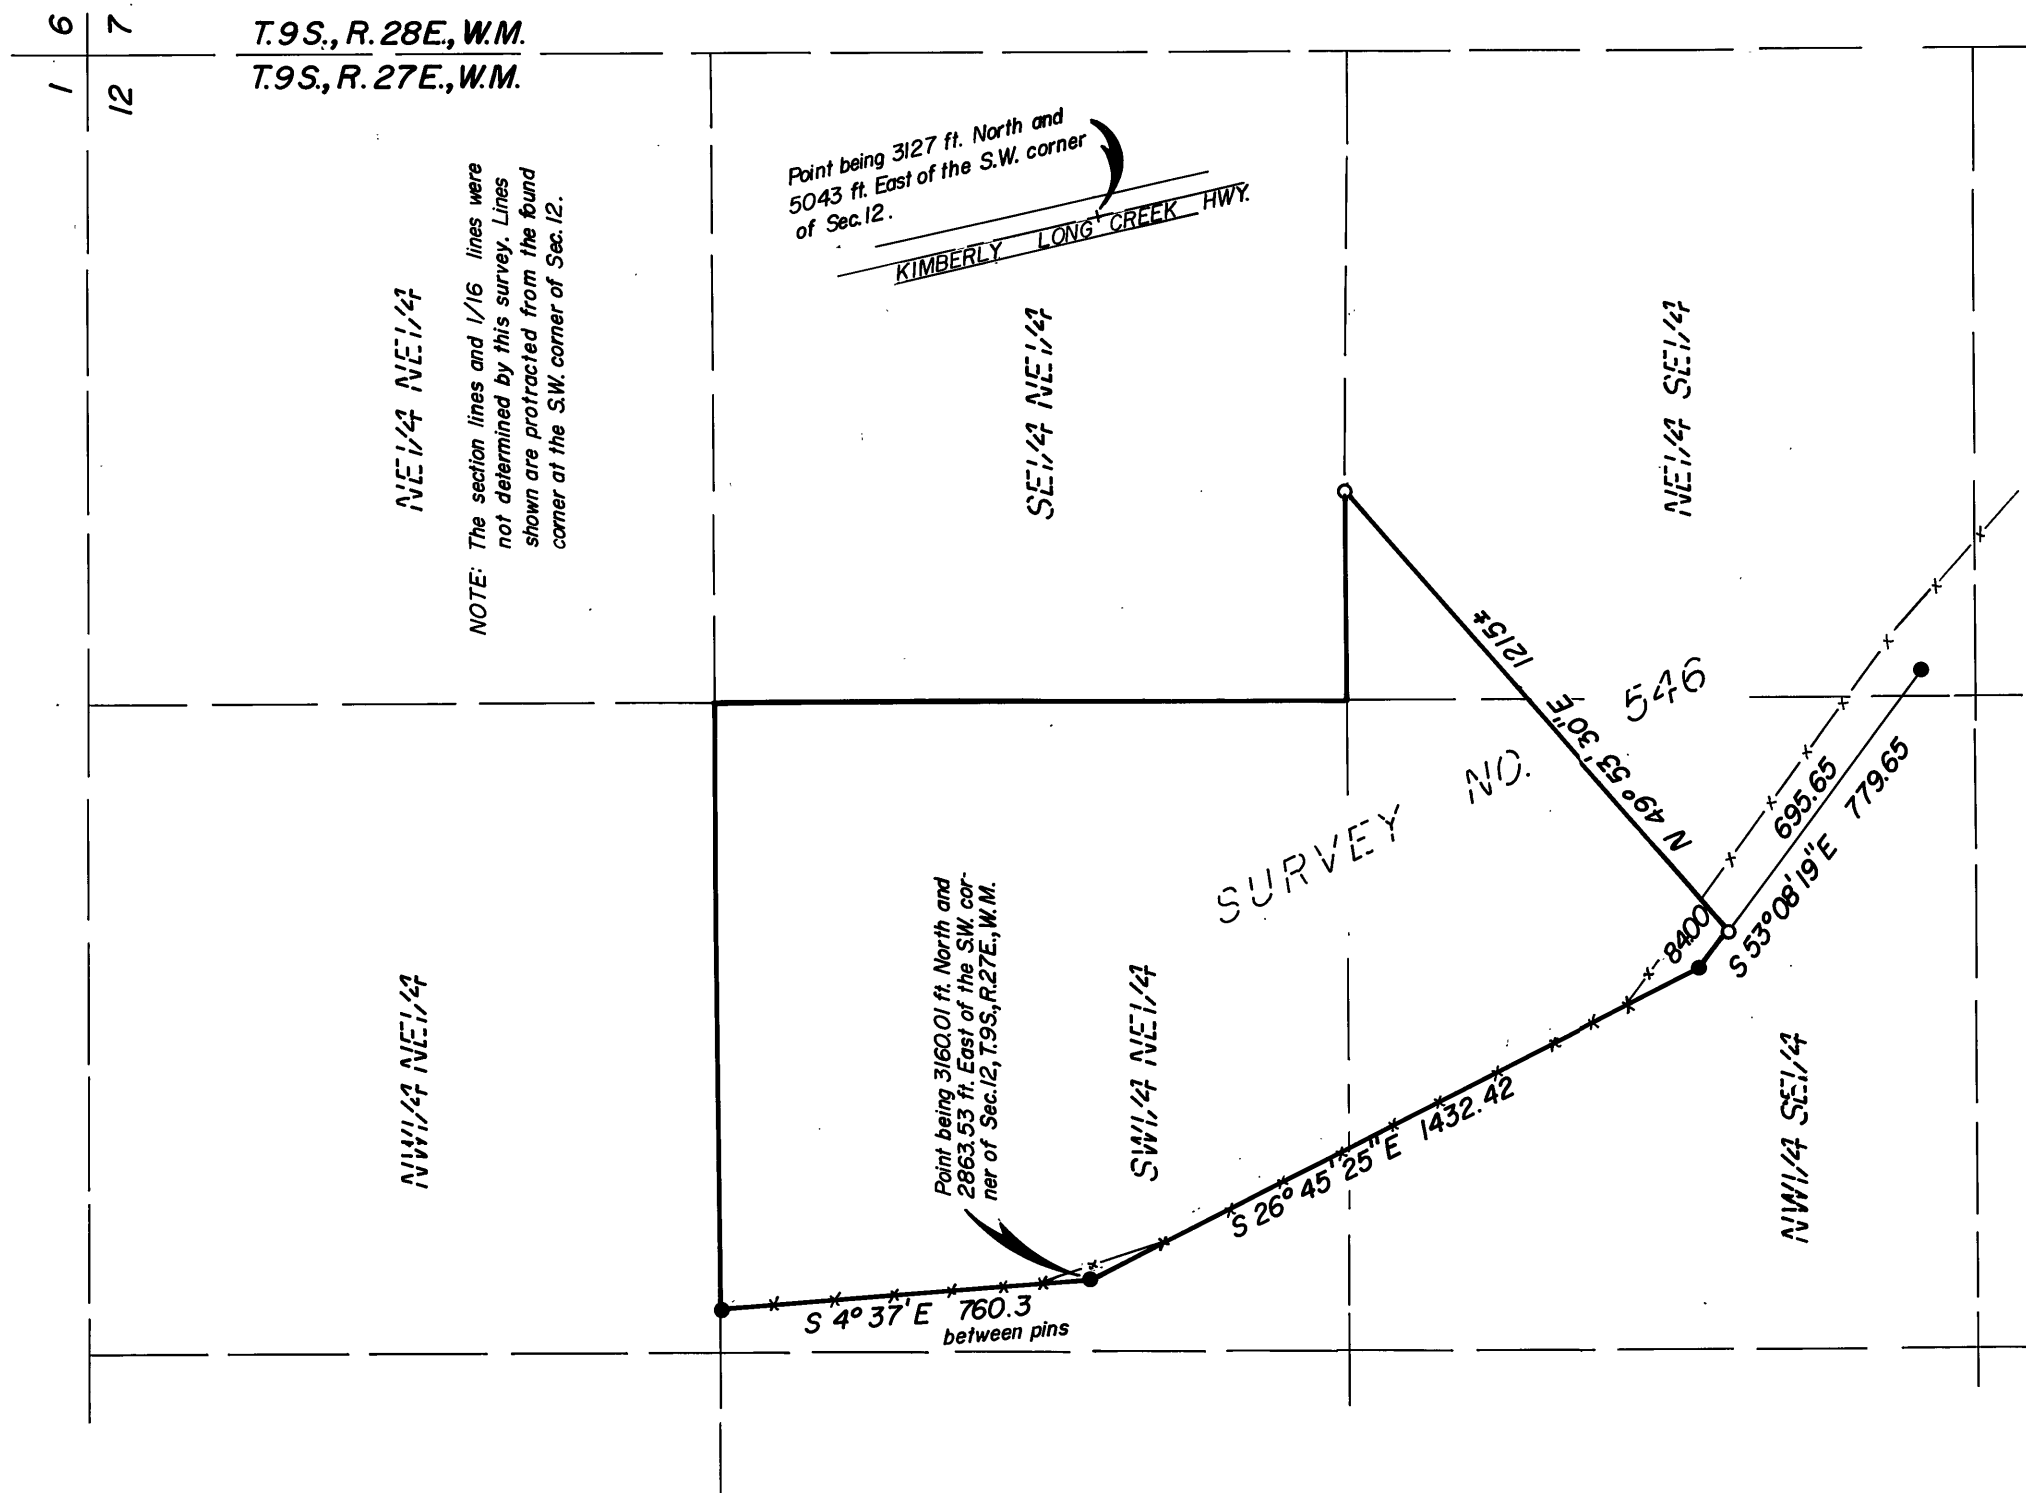 6 7
1 12
T.9S., R.28E., W.M.
T.9S., R.27E., W.M.
NOTE: The section lines and 1/16 lines were
not determined by this survey. Lines
shown are protracted from the found
corner at the S.W. corner of Sec. 12.
Point being 3127 ft. North and
5043 ft. East of the S.W. corner
of Sec. 12.
KIMBERLY LONG CREEK HWY.
NE1/4 NE1/4
SE1/4 NE1/4
NE1/4 SE1/4
1215±
N 49° 53' 30" E
SURVEY NO. 546
695.65
779.65
S 53° 08' 19" E
84.00
Point being 3160.01 ft. North and
2863.53 ft. East of the S.W. cor-
ner of Sec. 12, T.9S., R.27E., W.M.
NW1/4 NE1/4
SW1/4 NE1/4
NW1/4 SE1/4
S 26° 45' 25" E 1432.42
S 4° 37' E 760.3
between pins